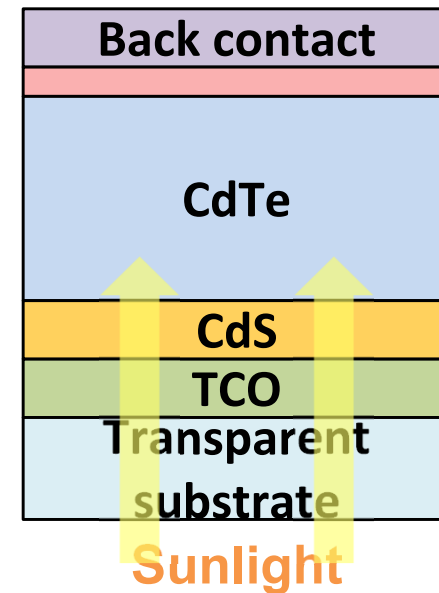 Back contact
CdTe
CdS
TCO
Transparent
substrate
Sunlight